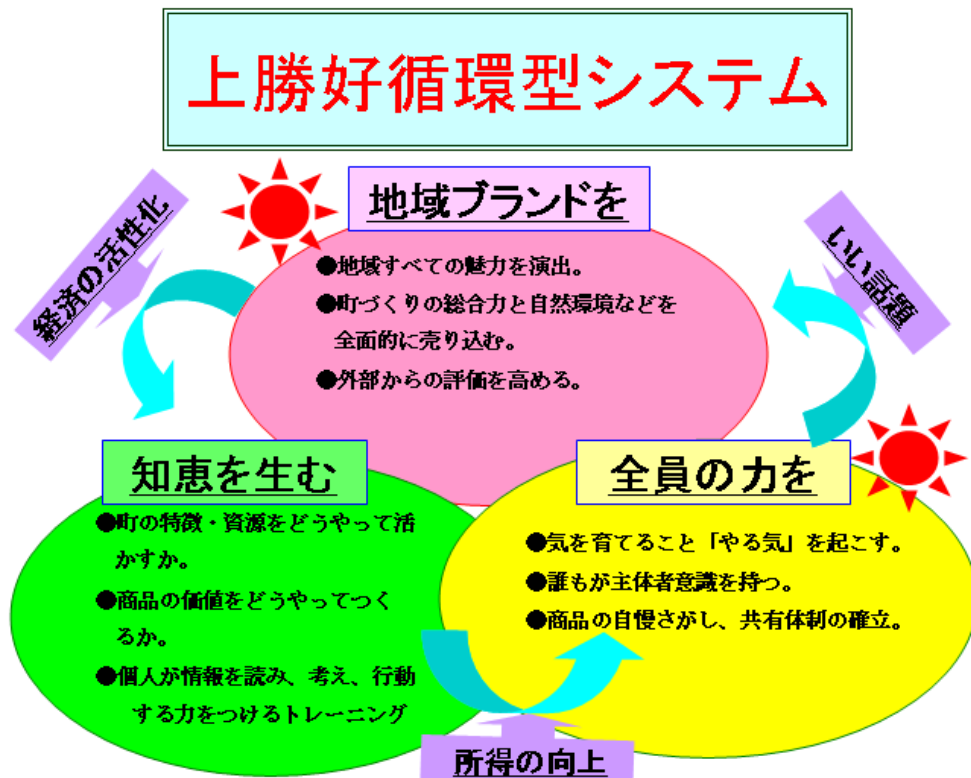 上勝好循環型システム
地域ブランドを
経済の活性化
いい話題
●地域すべての魅力を演出。
●町づくりの総合力と自然環境などを
全面的に売り込む。
●外部からの評価を高める。
知恵を生む
●町の特徴・資源をどうやって活
かすか。
●商品の価値をどうやってつく
るか。
●個人が情報を読み、考え、行動
する力をつけるトレーニング
全員の力を
●気を育てること「やる気」を起こす。
●誰もが主体者意識を持つ。
●商品の自慢さがし、共有体制の確立。
所得の向上